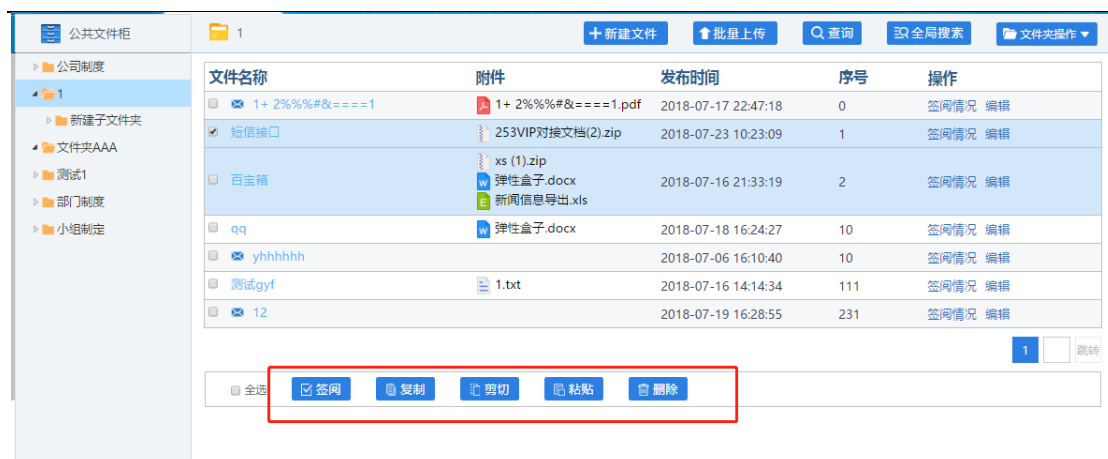 公共文件柜
1 新建文件 批量上传 查询 全局搜索 文件夹操作
公司制度
1
新建子文件夹
文件夹AAA
测试1
部门制度
小组制定
文件名称 附件 发布时间 序号 操作
1+ 2%%%#&====1 1+ 2%%%#&====1.pdf 2018-07-17 22:47:18 0 签阅情况 编辑
短信接口 253VIP对接文档(2).zip 2018-07-23 10:23:09 1 签阅情况 编辑
xs (1).zip
百宝箱 弹性盒子.docx 2018-07-16 21:33:19 2 签阅情况 编辑
新闻信息导出.xls
qq 弹性盒子.docx 2018-07-18 16:24:27 10 签阅情况 编辑
yhhhhhh 2018-07-06 16:10:40 10 签阅情况 编辑
测试gyf 1.txt 2018-07-16 14:14:34 111 签阅情况 编辑
12 2018-07-19 16:28:55 231 签阅情况 编辑
1 跳转
全选 签阅 复制 剪切 粘贴 删除